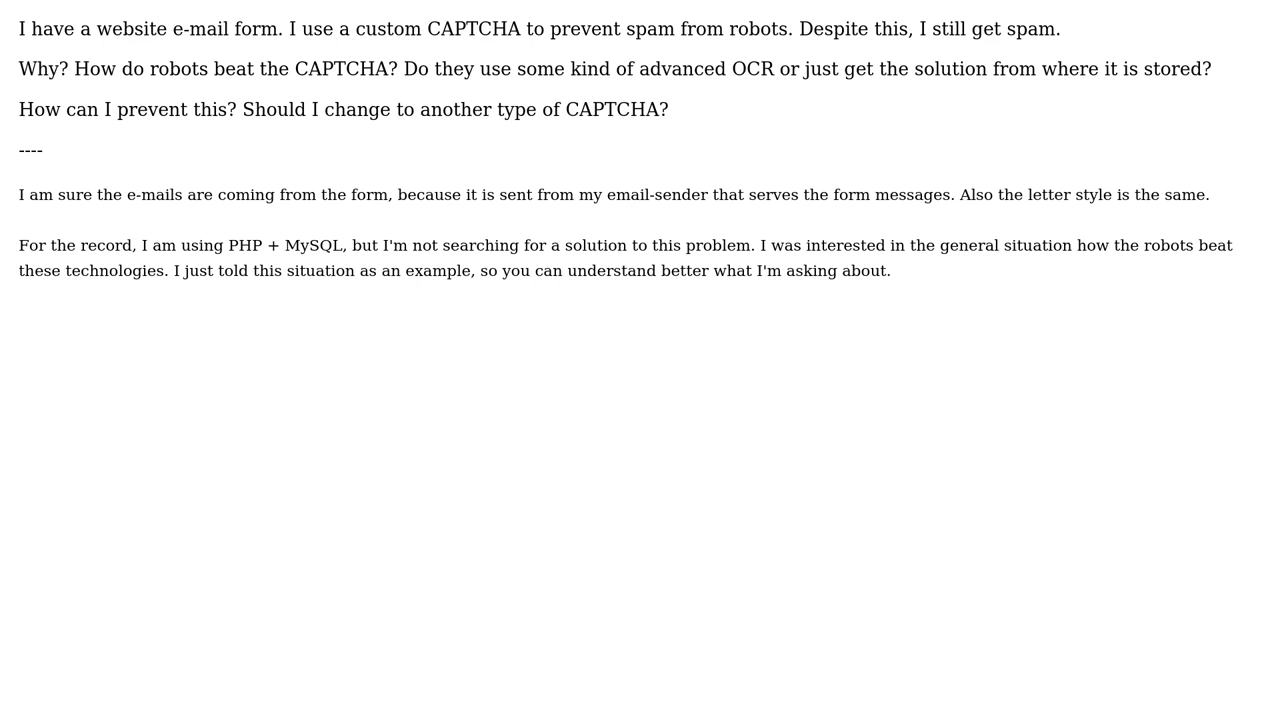 I have a website e-mail form. I use a custom CAPTCHA to prevent spam from robots. Despite this, I still get spam.
Why? How do robots beat the CAPTCHA? Do they use some kind of advanced OCR or just get the solution from where it is stored?
How can I prevent this? Should I change to another type of CAPTCHA?
----
I am sure the e-mails are coming from the form, because it is sent from my email-sender that serves the form messages. Also the letter style is the same.
For the record, I am using PHP + MySQL, but I'm not searching for a solution to this problem. I was interested in the general situation how the robots beat
these technologies. I just told this situation as an example, so you can understand better what I'm asking about.